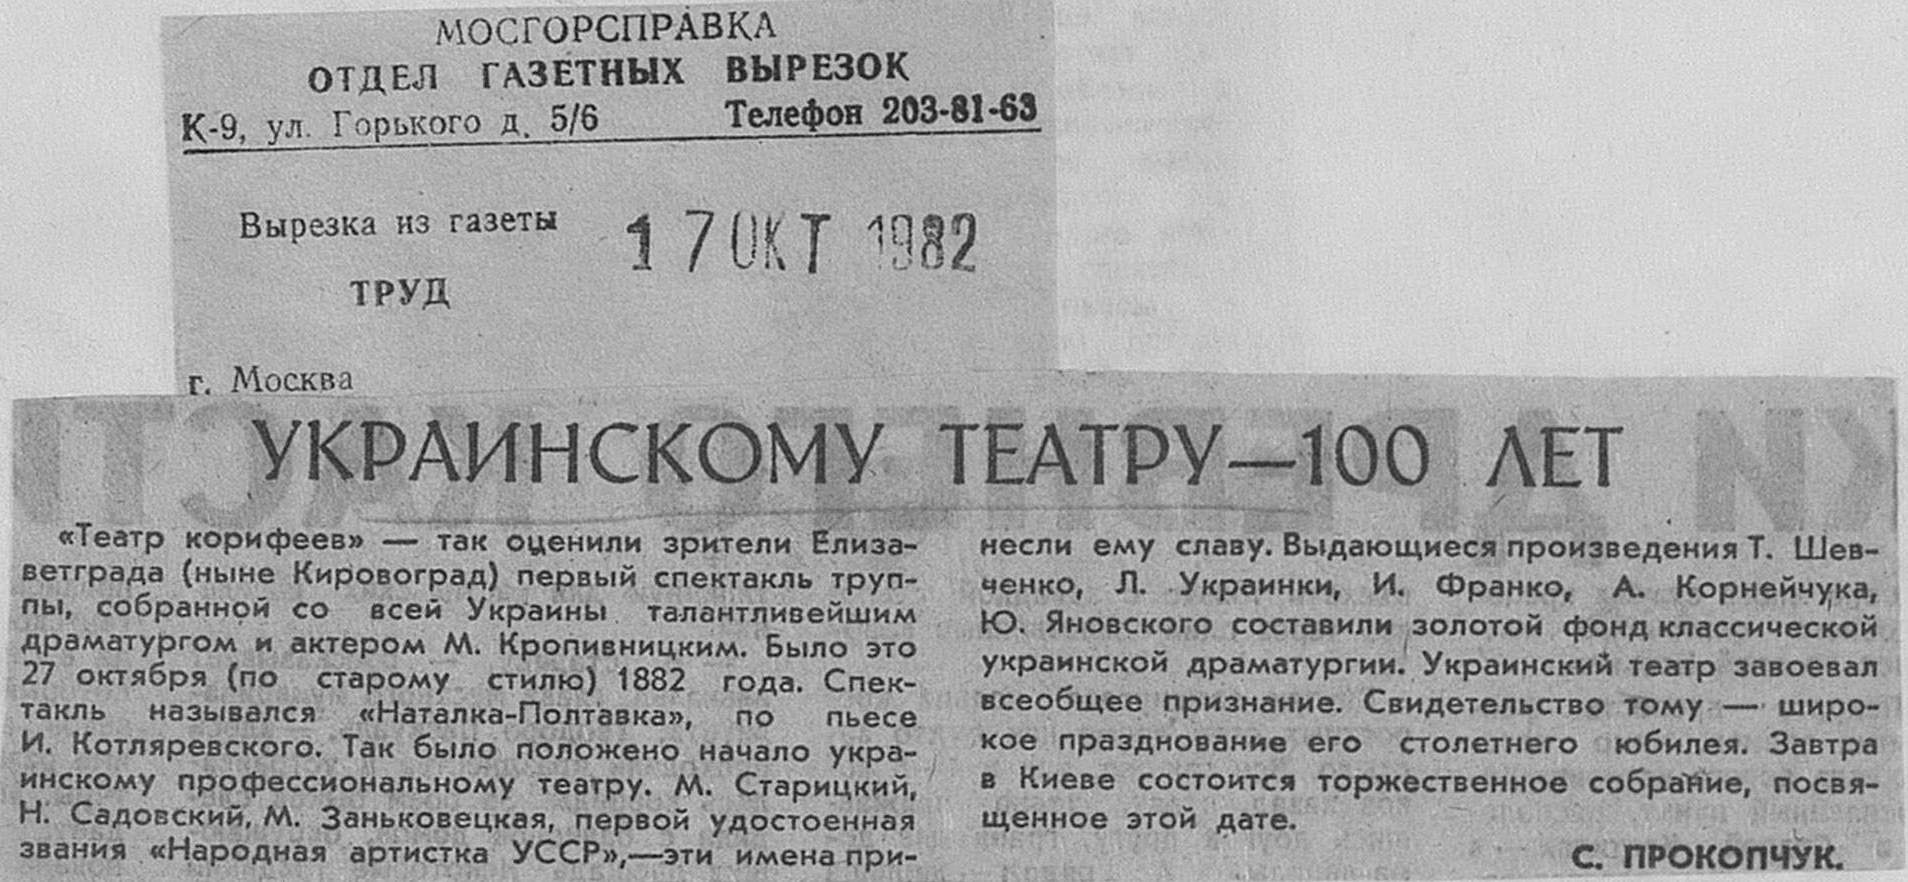 МОСГОРСПРАВКА
ОТДЕЛ ГАЗЕТНЫХ ВЫРЕЗОК
К-9, ул. Горького д. 5/6 Телефон 203-81-63
Вырезка из газеты
17 ОКТ 1982
ТРУД
г. Москва
УКРАИНСКОМУ ТЕАТРУ—100 ЛЕТ
«Театр корифеев» — так оценили зрители Елиза-
ветграда (ныне Кировоград) первый спектакль труп-
пы, собранной со всей Украины талантливейшим
драматургом и актером М. Кропивницким. Было это
27 октября (по старому стилю) 1882 года. Спек-
такль назывался «Наталка-Полтавка», по пьесе
И. Котляревского. Так было положено начало укра-
инскому профессиональному театру. М. Старицкий,
Н. Садовский, М. Заньковецкая, первой удостоенная
звания «Народная артистка УССР»,—эти имена при-
несли ему славу. Выдающиеся произведения Т. Шев-
ченко, Л. Украинки, И. Франко, А. Корнейчука,
Ю. Яновского составили золотой фонд классической
украинской драматургии. Украинский театр завоевал
всеобщее признание. Свидетельство тому — широ-
кое празднование его столетнего юбилея. Завтра
в Киеве состоится торжественное собрание, посвя-
щенное этой дате.
С. ПРОКОПЧУК.